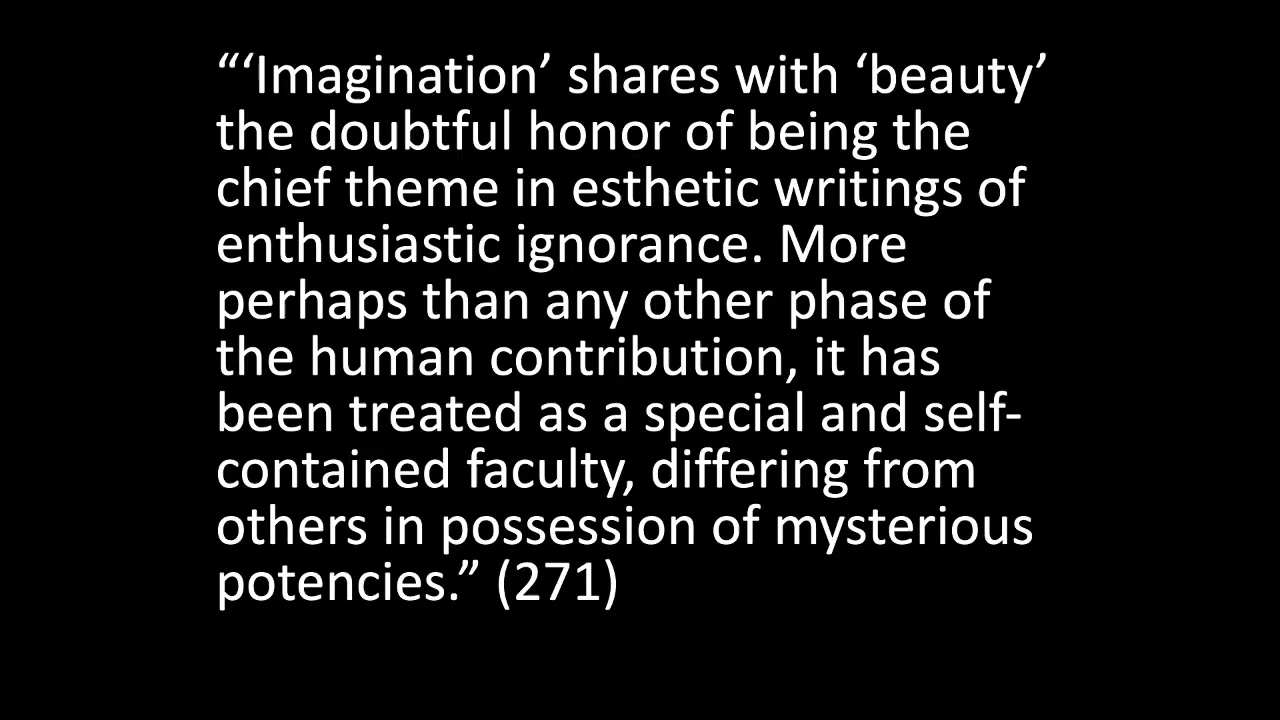 “‘Imagination’ shares with ‘beauty’
the doubtful honor of being the
chief theme in esthetic writings of
enthusiastic ignorance. More
perhaps than any other phase of
the human contribution, it has
been treated as a special and self-
contained faculty, differing from
others in possession of mysterious
potencies.” (271)